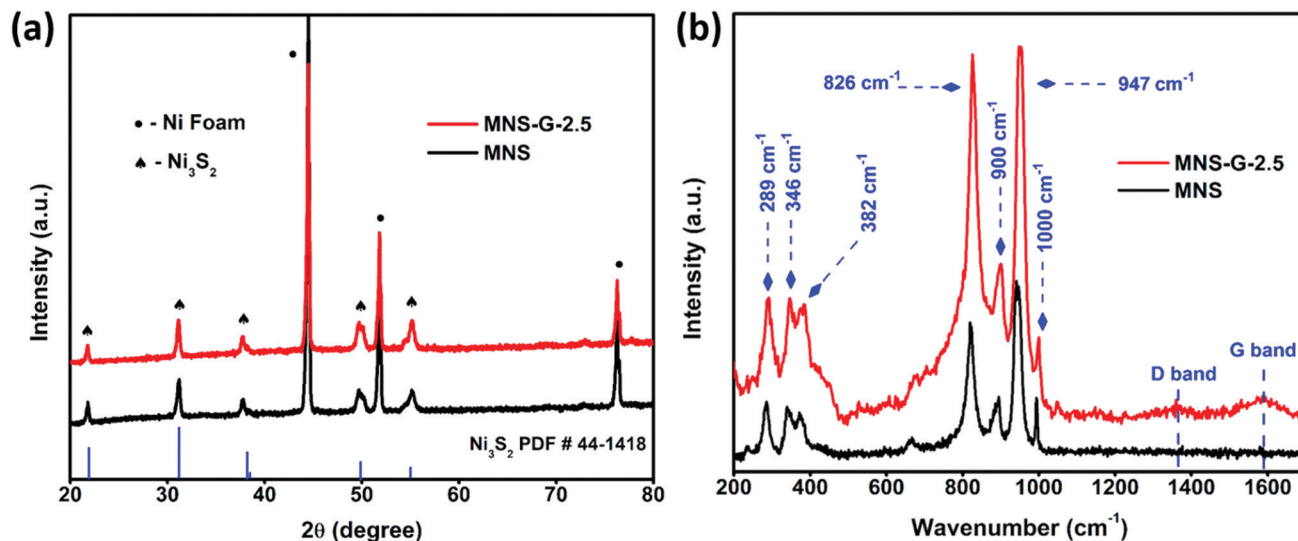 (a)
Intensity (a.u.)
● - Ni Foam
♠ - Ni₃S₂
MNS-G-2.5
MNS
Ni₃S₂ PDF # 44-1418
20 30 40 50 60 70 80
2θ (degree)
(b)
Intensity (a.u.)
826 cm⁻¹
947 cm⁻¹
289 cm⁻¹
346 cm⁻¹
382 cm⁻¹
900 cm⁻¹
1000 cm⁻¹
MNS-G-2.5
MNS
D band
G band
200 400 600 800 1000 1200 1400 1600
Wavenumber (cm⁻¹)